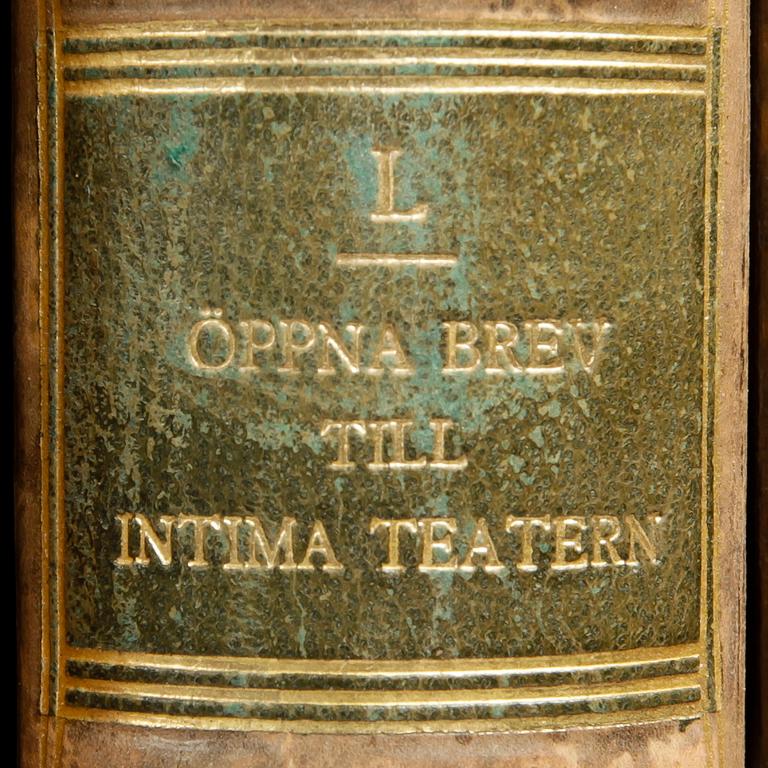 L
ÖPPNA BREV
TILL
INTIMA TEATERN